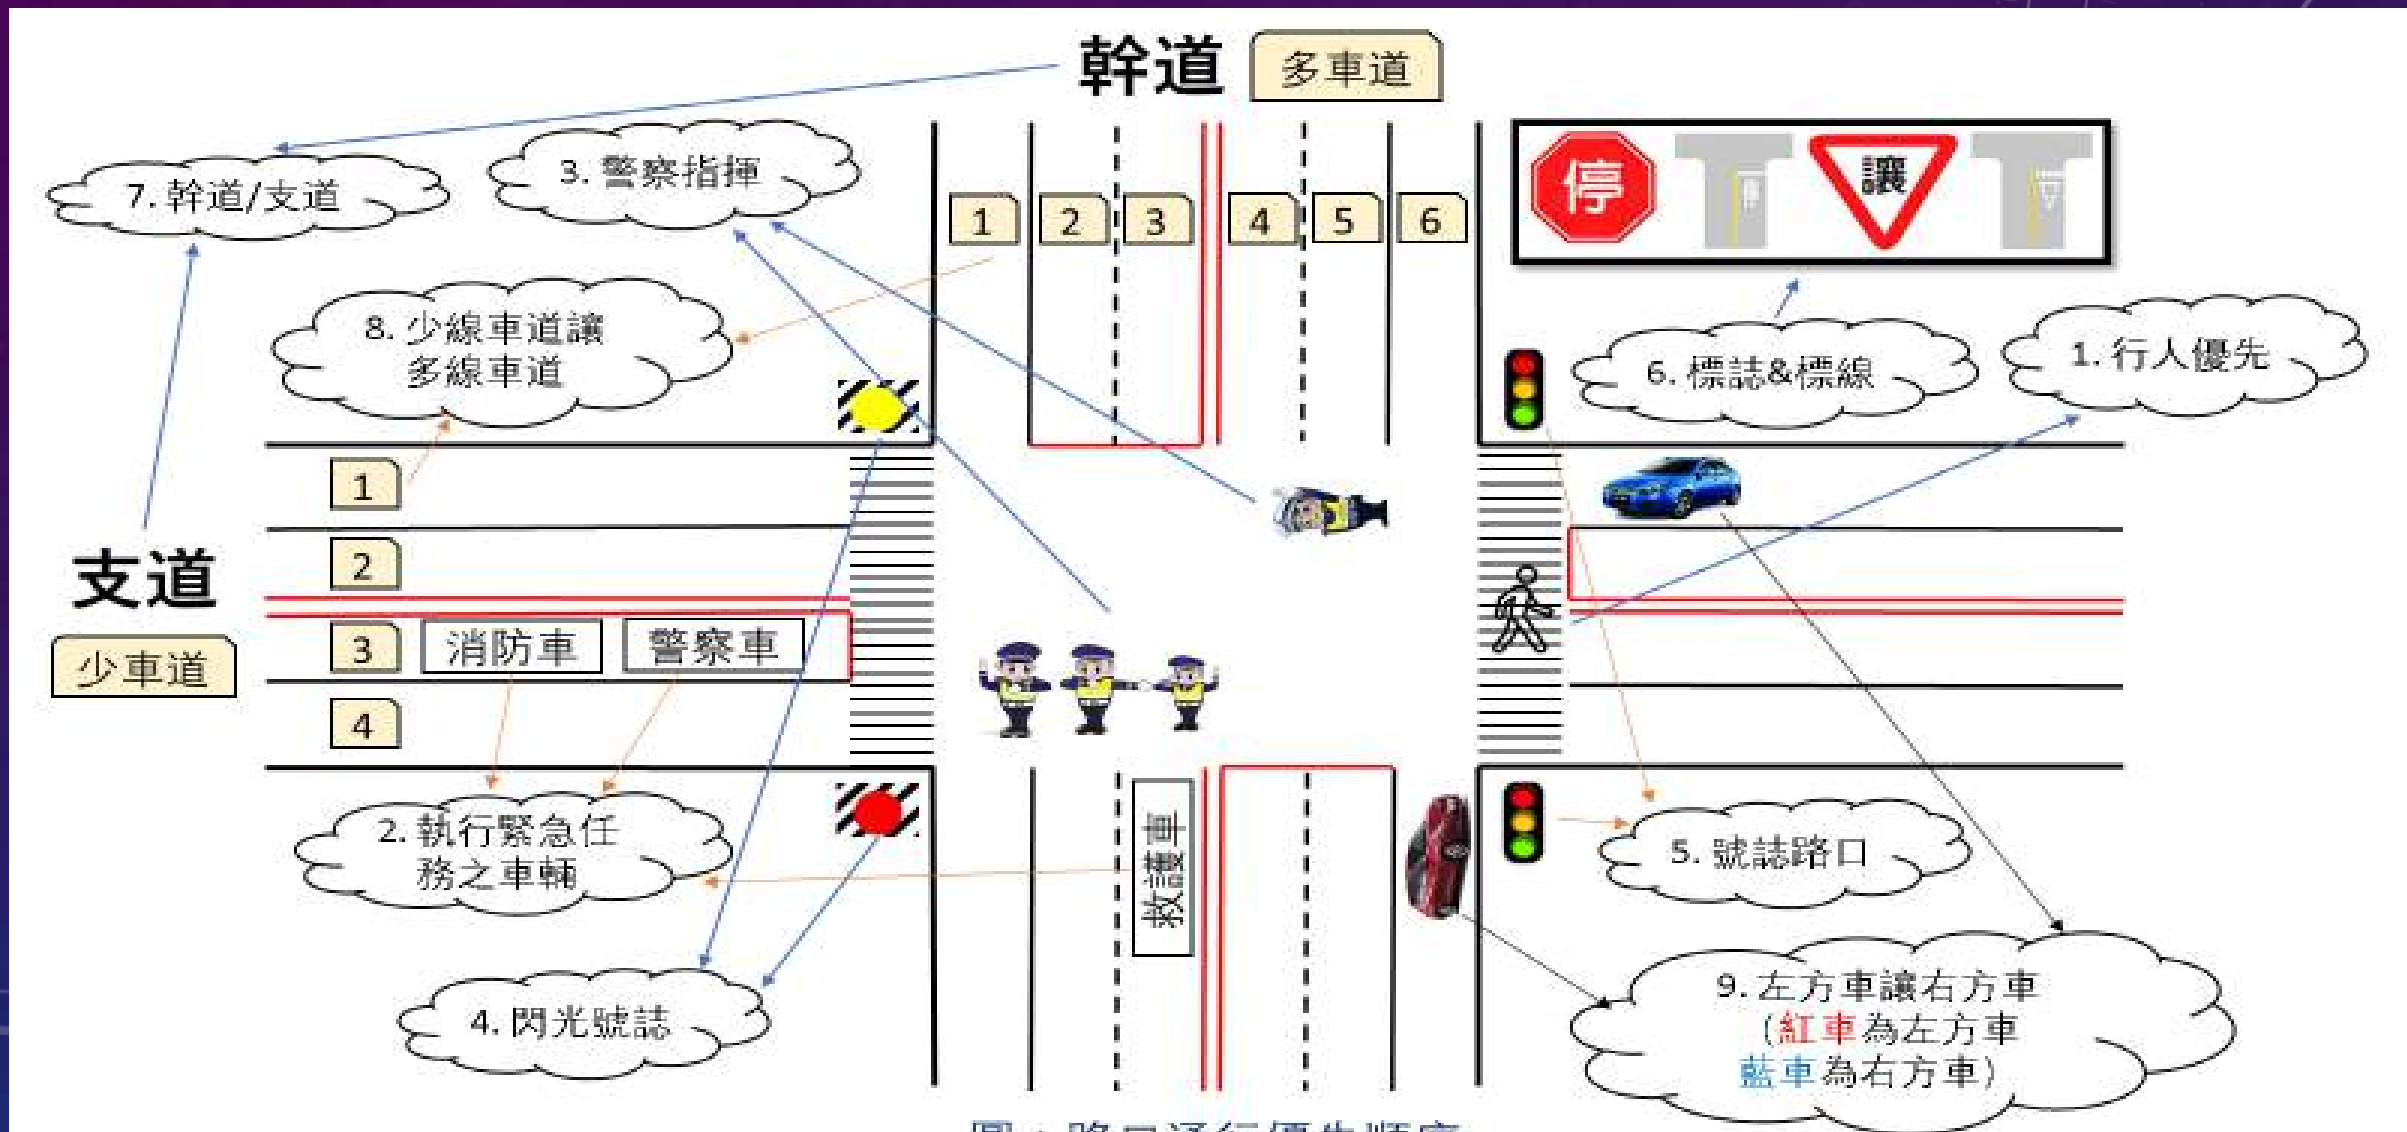 幹道 多車道
7. 幹道/支道
3. 警察指揮
1 2 3 4 5 6
停 讓
8. 少線車道讓
多線車道
6. 標誌&標線
1. 行人優先
1
2
支道
3 消防車 警察車
少車道
4
2. 執行緊急任
務之車輛
救護車
5. 號誌路口
4. 閃光號誌
9. 左方車讓右方車
(紅車為左方車
藍車為右方車)